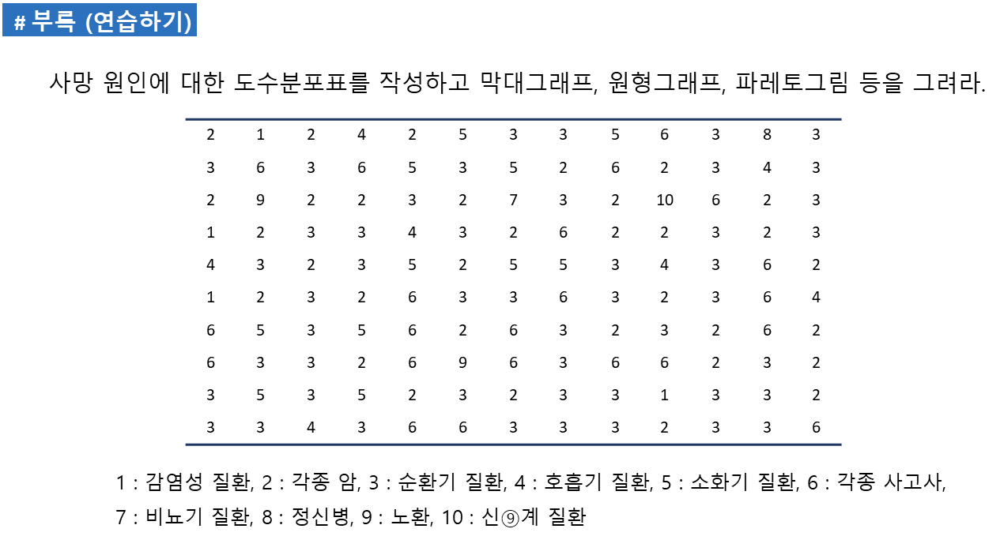 # 부록 (연습하기)
사망 원인에 대한 도수분포표를 작성하고 막대그래프, 원형그래프, 파레토그림 등을 그려라.
2 1 2 4 2 5 3 3 5 6 3 8 3
3 6 3 6 5 3 5 2 6 2 3 4 3
2 9 2 2 3 2 7 3 2 10 6 2 3
1 2 3 3 4 3 2 6 2 2 3 2 3
4 3 2 3 5 2 5 5 3 4 3 6 2
1 2 3 2 6 3 3 6 3 2 3 6 4
6 5 3 5 6 2 6 3 2 3 2 6 2
6 3 3 2 6 9 6 3 6 6 2 3 2
3 5 3 5 2 3 2 3 3 1 3 3 2
3 3 4 3 6 6 3 3 3 2 3 3 6
1 : 감염성 질환, 2 : 각종 암, 3 : 순환기 질환, 4 : 호흡기 질환, 5 : 소화기 질환, 6 : 각종 사고사,
7 : 비뇨기 질환, 8 : 정신병, 9 : 노환, 10 : 신⑨계 질환